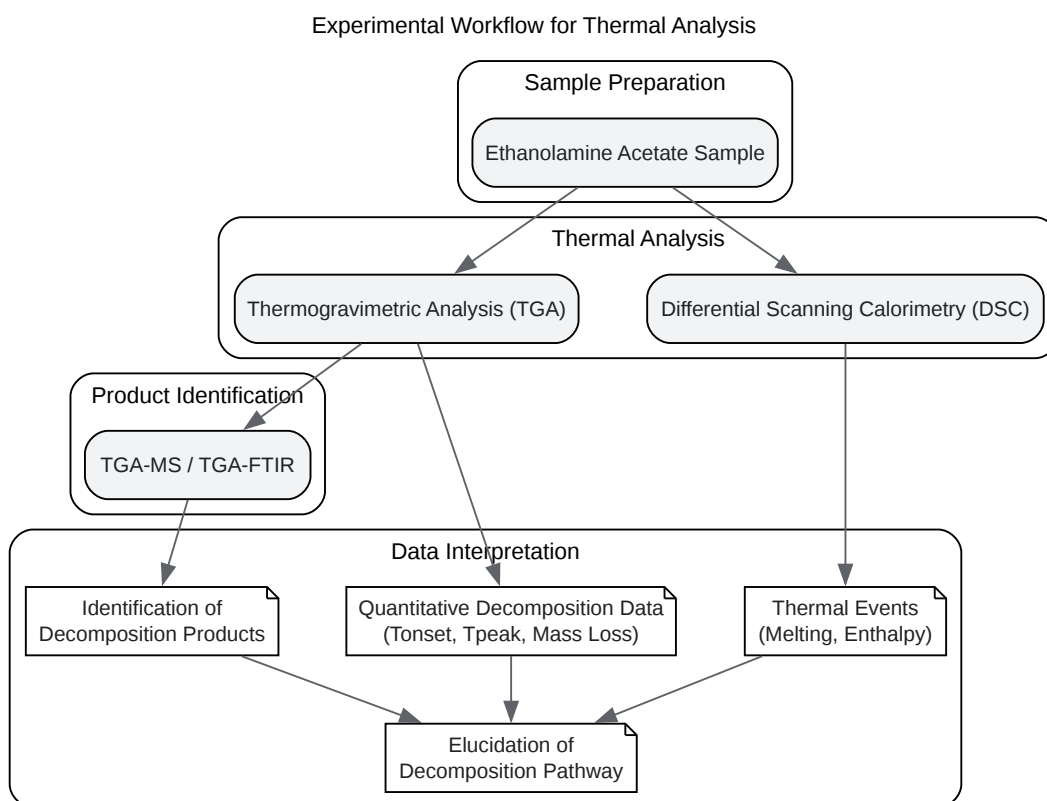 Experimental Workflow for Thermal Analysis
Sample Preparation
Ethanolamine Acetate Sample
Thermal Analysis
Thermogravimetric Analysis (TGA)
Differential Scanning Calorimetry (DSC)
Product Identification
TGA-MS / TGA-FTIR
Data Interpretation
Identification of
Decomposition Products
Quantitative Decomposition Data
(Tonset, Tpeak, Mass Loss)
Thermal Events
(Melting, Enthalpy)
Elucidation of
Decomposition Pathway